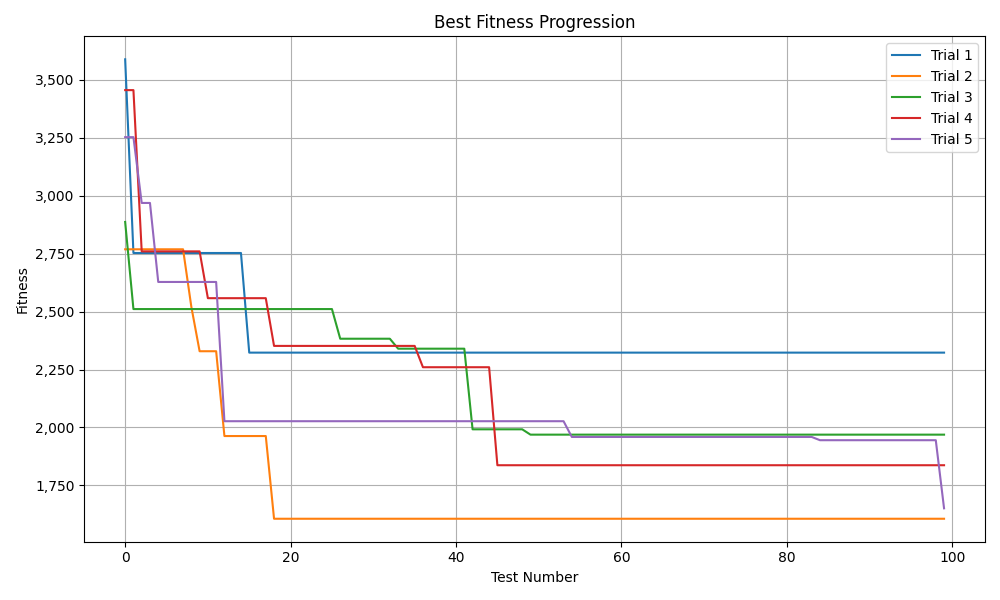 Best Fitness Progression
Trial 1
Trial 2
Trial 3
Trial 4
Trial 5
3,500
3,250
3,000
2,750
2,500
2,250
2,000
1,750
Fitness
0
20
40
60
80
100
Test Number